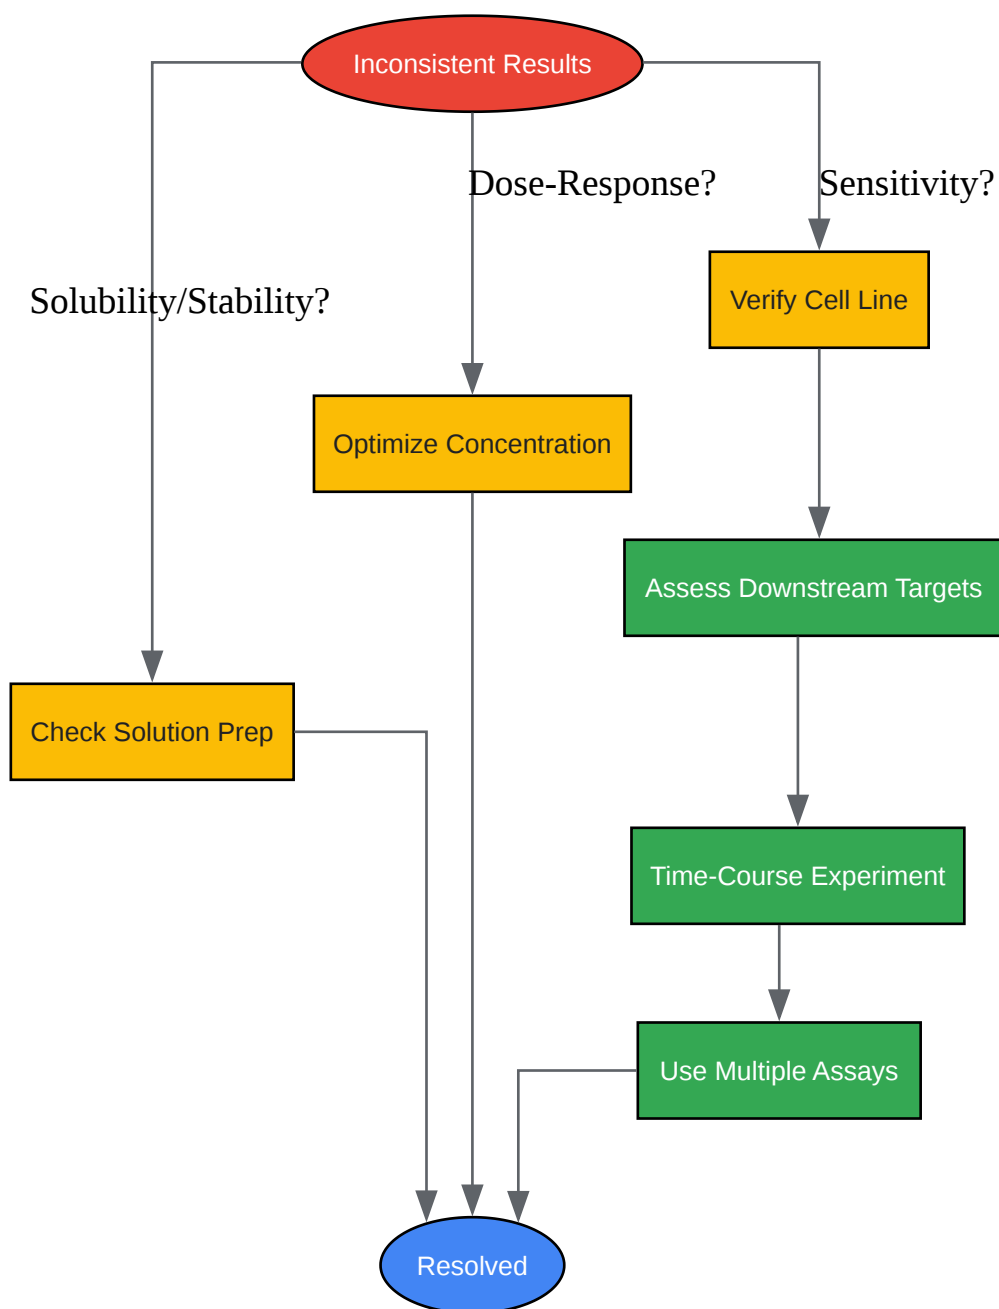 Inconsistent Results
Dose-Response?
Sensitivity?
Solubility/Stability?
Verify Cell Line
Optimize Concentration
Assess Downstream Targets
Check Solution Prep
Time-Course Experiment
Use Multiple Assays
Resolved